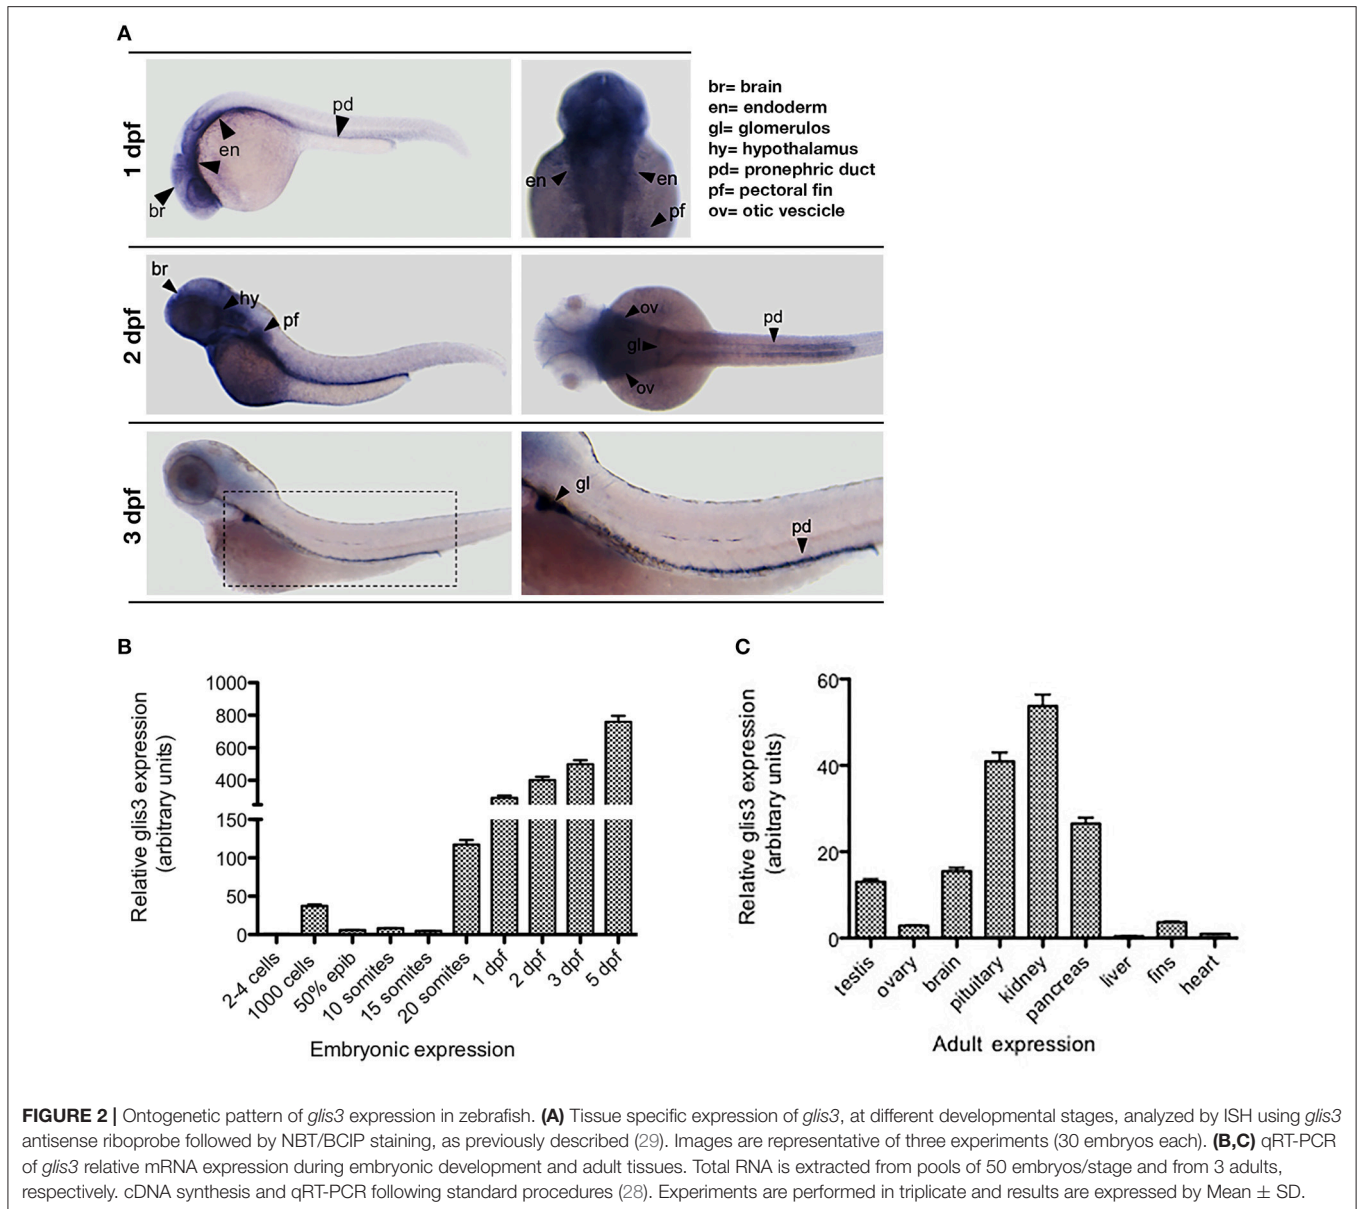 A
1 dpf
pd
en
br
en
en
pf
br= brain
en= endoderm
gl= glomerulos
hy= hypothalamus
pd= pronephric duct
pf= pectoral fin
ov= otic vescicle
2 dpf
br
hy
pf
ov
gl
ov
pd
3 dpf
gl
pd
B
Relative glis3 expression
(arbitrary units)
1000
800
600
400
150
100
50
0
2-4 cells
1000 cells
50% epib
10 somites
15 somites
20 somites
1 dpf
2 dpf
3 dpf
5 dpf
Embryonic expression
C
Relative glis3 expression
(arbitrary units)
60
40
20
0
testis
ovary
brain
pituitary
kidney
pancreas
liver
fins
heart
Adult expression
FIGURE 2 | Ontogenetic pattern of glis3 expression in zebrafish. (A) Tissue specific expression of glis3, at different developmental stages, analyzed by ISH using glis3
antisense riboprobe followed by NBT/BCIP staining, as previously described (29). Images are representative of three experiments (30 embryos each). (B,C) qRT-PCR
of glis3 relative mRNA expression during embryonic development and adult tissues. Total RNA is extracted from pools of 50 embryos/stage and from 3 adults,
respectively. cDNA synthesis and qRT-PCR following standard procedures (28). Experiments are performed in triplicate and results are expressed by Mean ± SD.